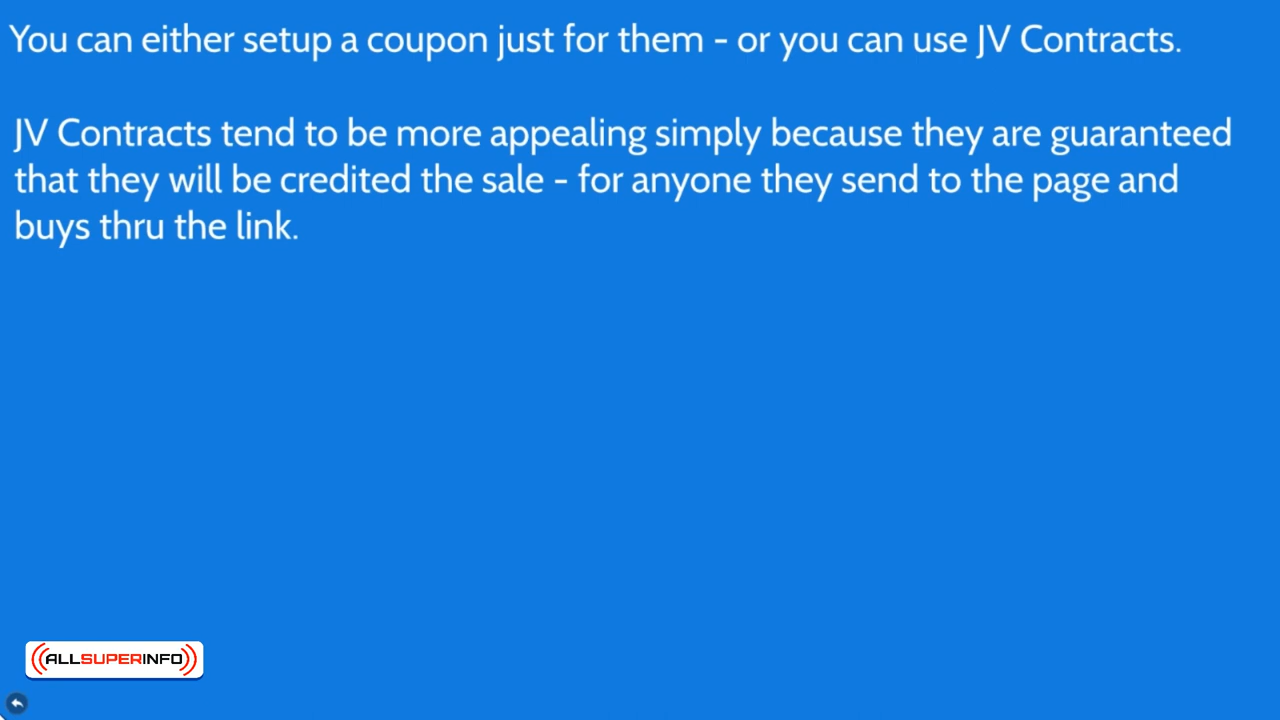 You can either setup a coupon just for them - or you can use JV Contracts.
JV Contracts tend to be more appealing simply because they are guaranteed
that they will be credited the sale - for anyone they send to the page and
buys thru the link.
ALLSUPERINFO